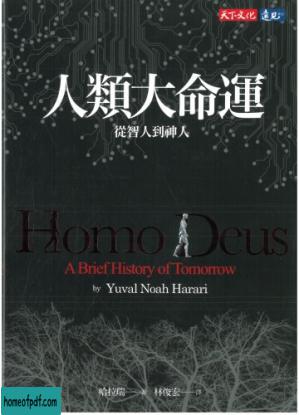 天下文化 遠見
人類大命運
從智人到神人
Homo Deus
A Brief History of Tomorrow
by Yuval Noah Harari
哈拉瑞 著 林俊宏 譯
homeofpdf.com